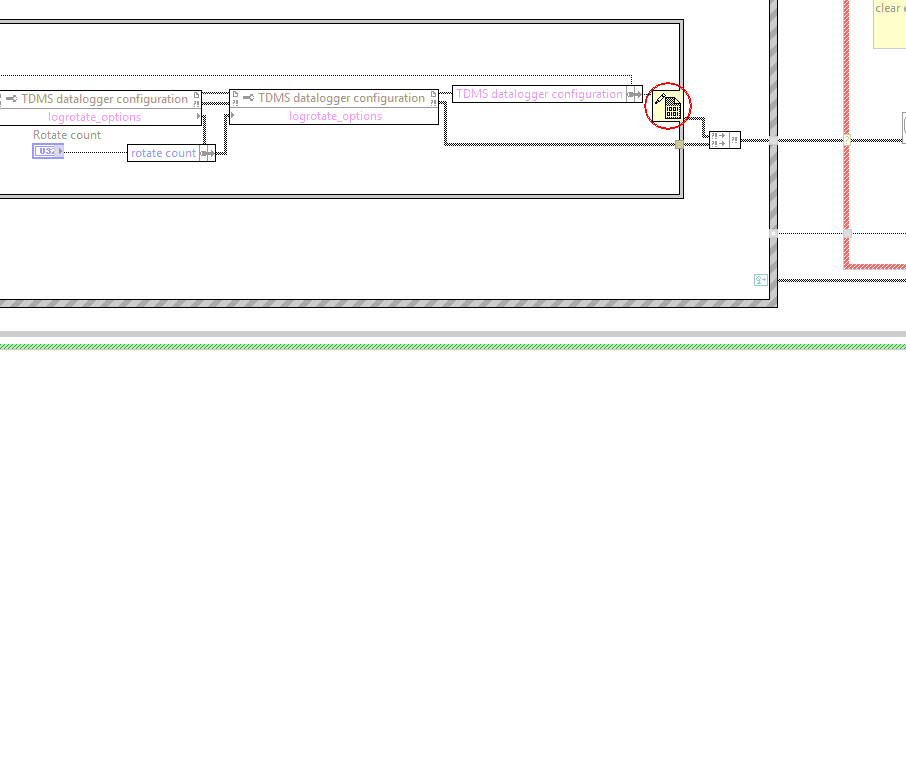 clear
TDMS datalogger configuration
logrotate_options
TDMS datalogger configuration
logrotate_options
TDMS datalogger configuration
Rotate count
U32
rotate count